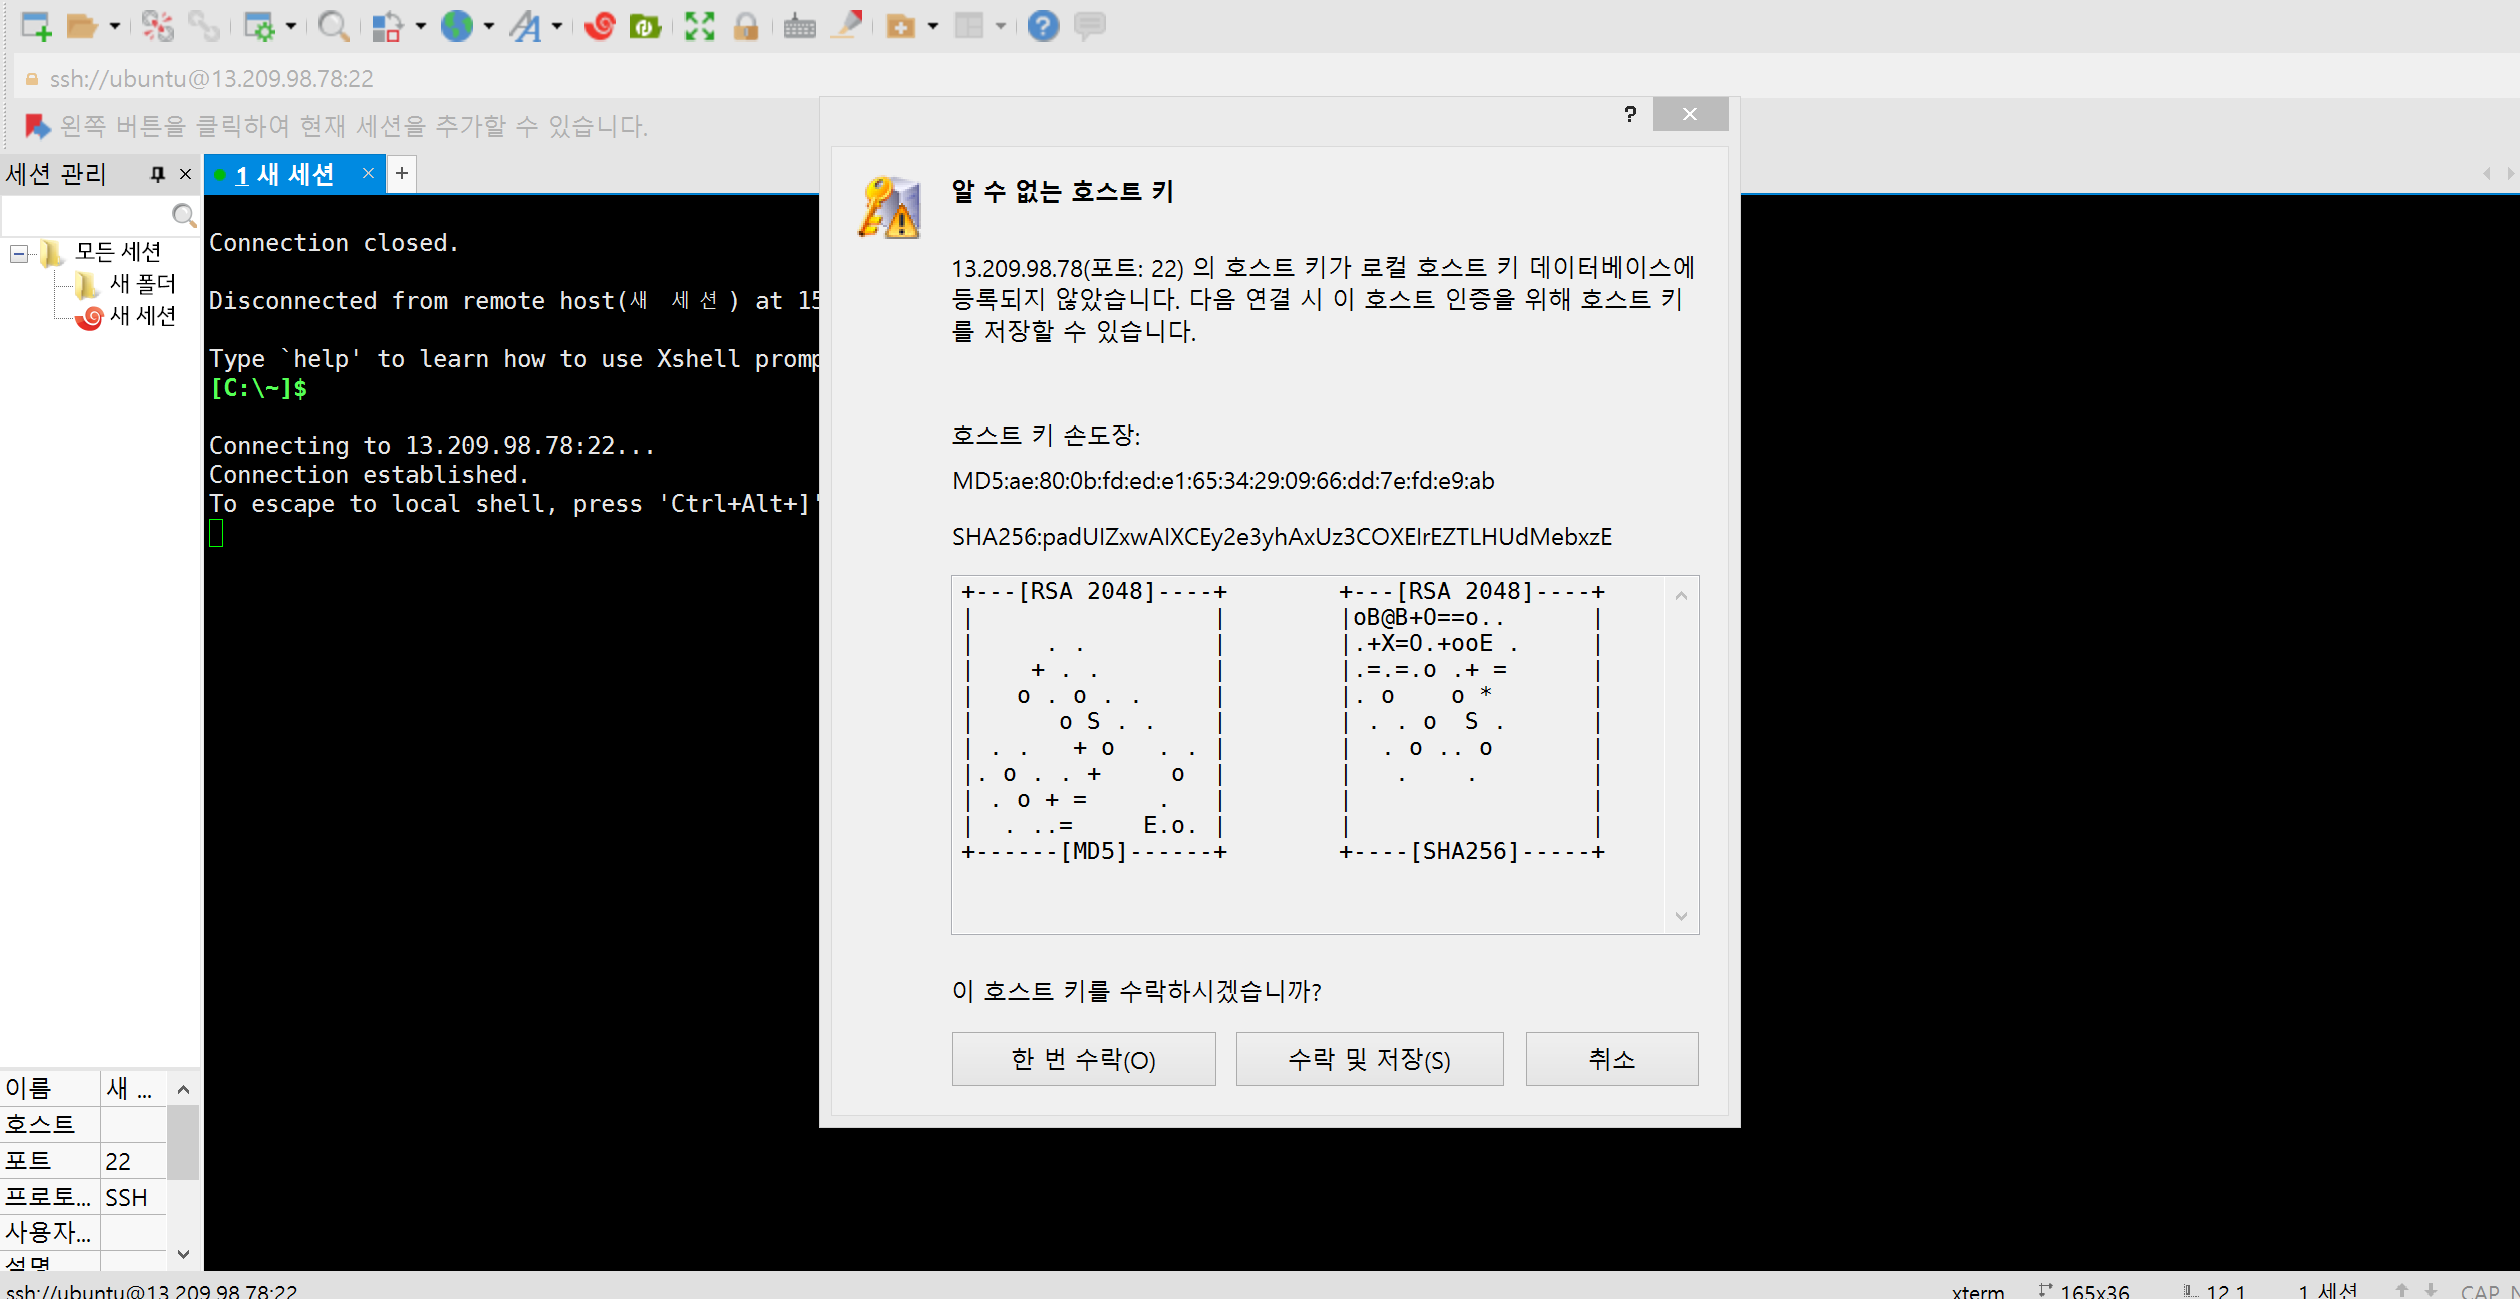 ssh://ubuntu@13.209.98.78:22
왼쪽 버튼을 클릭하여 현재 세션을 추가할 수 있습니다.
세션 관리
1 새 세션
+
모든 세션
새 폴더
새 세션
Connection closed.
Disconnected from remote host(새 세션) at 15
Type `help' to learn how to use Xshell promp
[C:\~]$
Connecting to 13.209.98.78:22...
Connection established.
To escape to local shell, press 'Ctrl+Alt+]'
?
알 수 없는 호스트 키
13.209.98.78(포트: 22) 의 호스트 키가 로컬 호스트 키 데이터베이스에
등록되지 않았습니다. 다음 연결 시 이 호스트 인증을 위해 호스트 키
를 저장할 수 있습니다.
호스트 키 손도장:
MD5:ae:80:0b:fd:ed:e1:65:34:29:09:66:dd:7e:fd:e9:ab
SHA256:padUIZxwAIXCEy2e3yhAxUz3COXEIrEZTLHUdMebxzE
+---[RSA 2048]----+        +---[RSA 2048]----+
|                 |        |oB@B+O==o..      |
|     . .         |        |.+X=O.+ooE .     |
|    + . .        |        |.=.=.o .+ =      |
|   o . o . .     |        |. o    o *       |
|      o S . .    |        | . . o  S .      |
| . .   + o   . . |        |  . o .. o       |
|. o . . +     o  |        |   .    .        |
| . o + =     .   |        |                 |
|  . ..=     E.o. |        |                 |
+------[MD5]------+        +----[SHA256]-----+
이 호스트 키를 수락하시겠습니까?
한 번 수락(O)
수락 및 저장(S)
취소
이름 새 ...
호스트
포트 22
프로토... SSH
사용자...
설명
ssh://ubuntu@13.209.98.78:22
xterm
165x36
12,1
1 세션
CAP